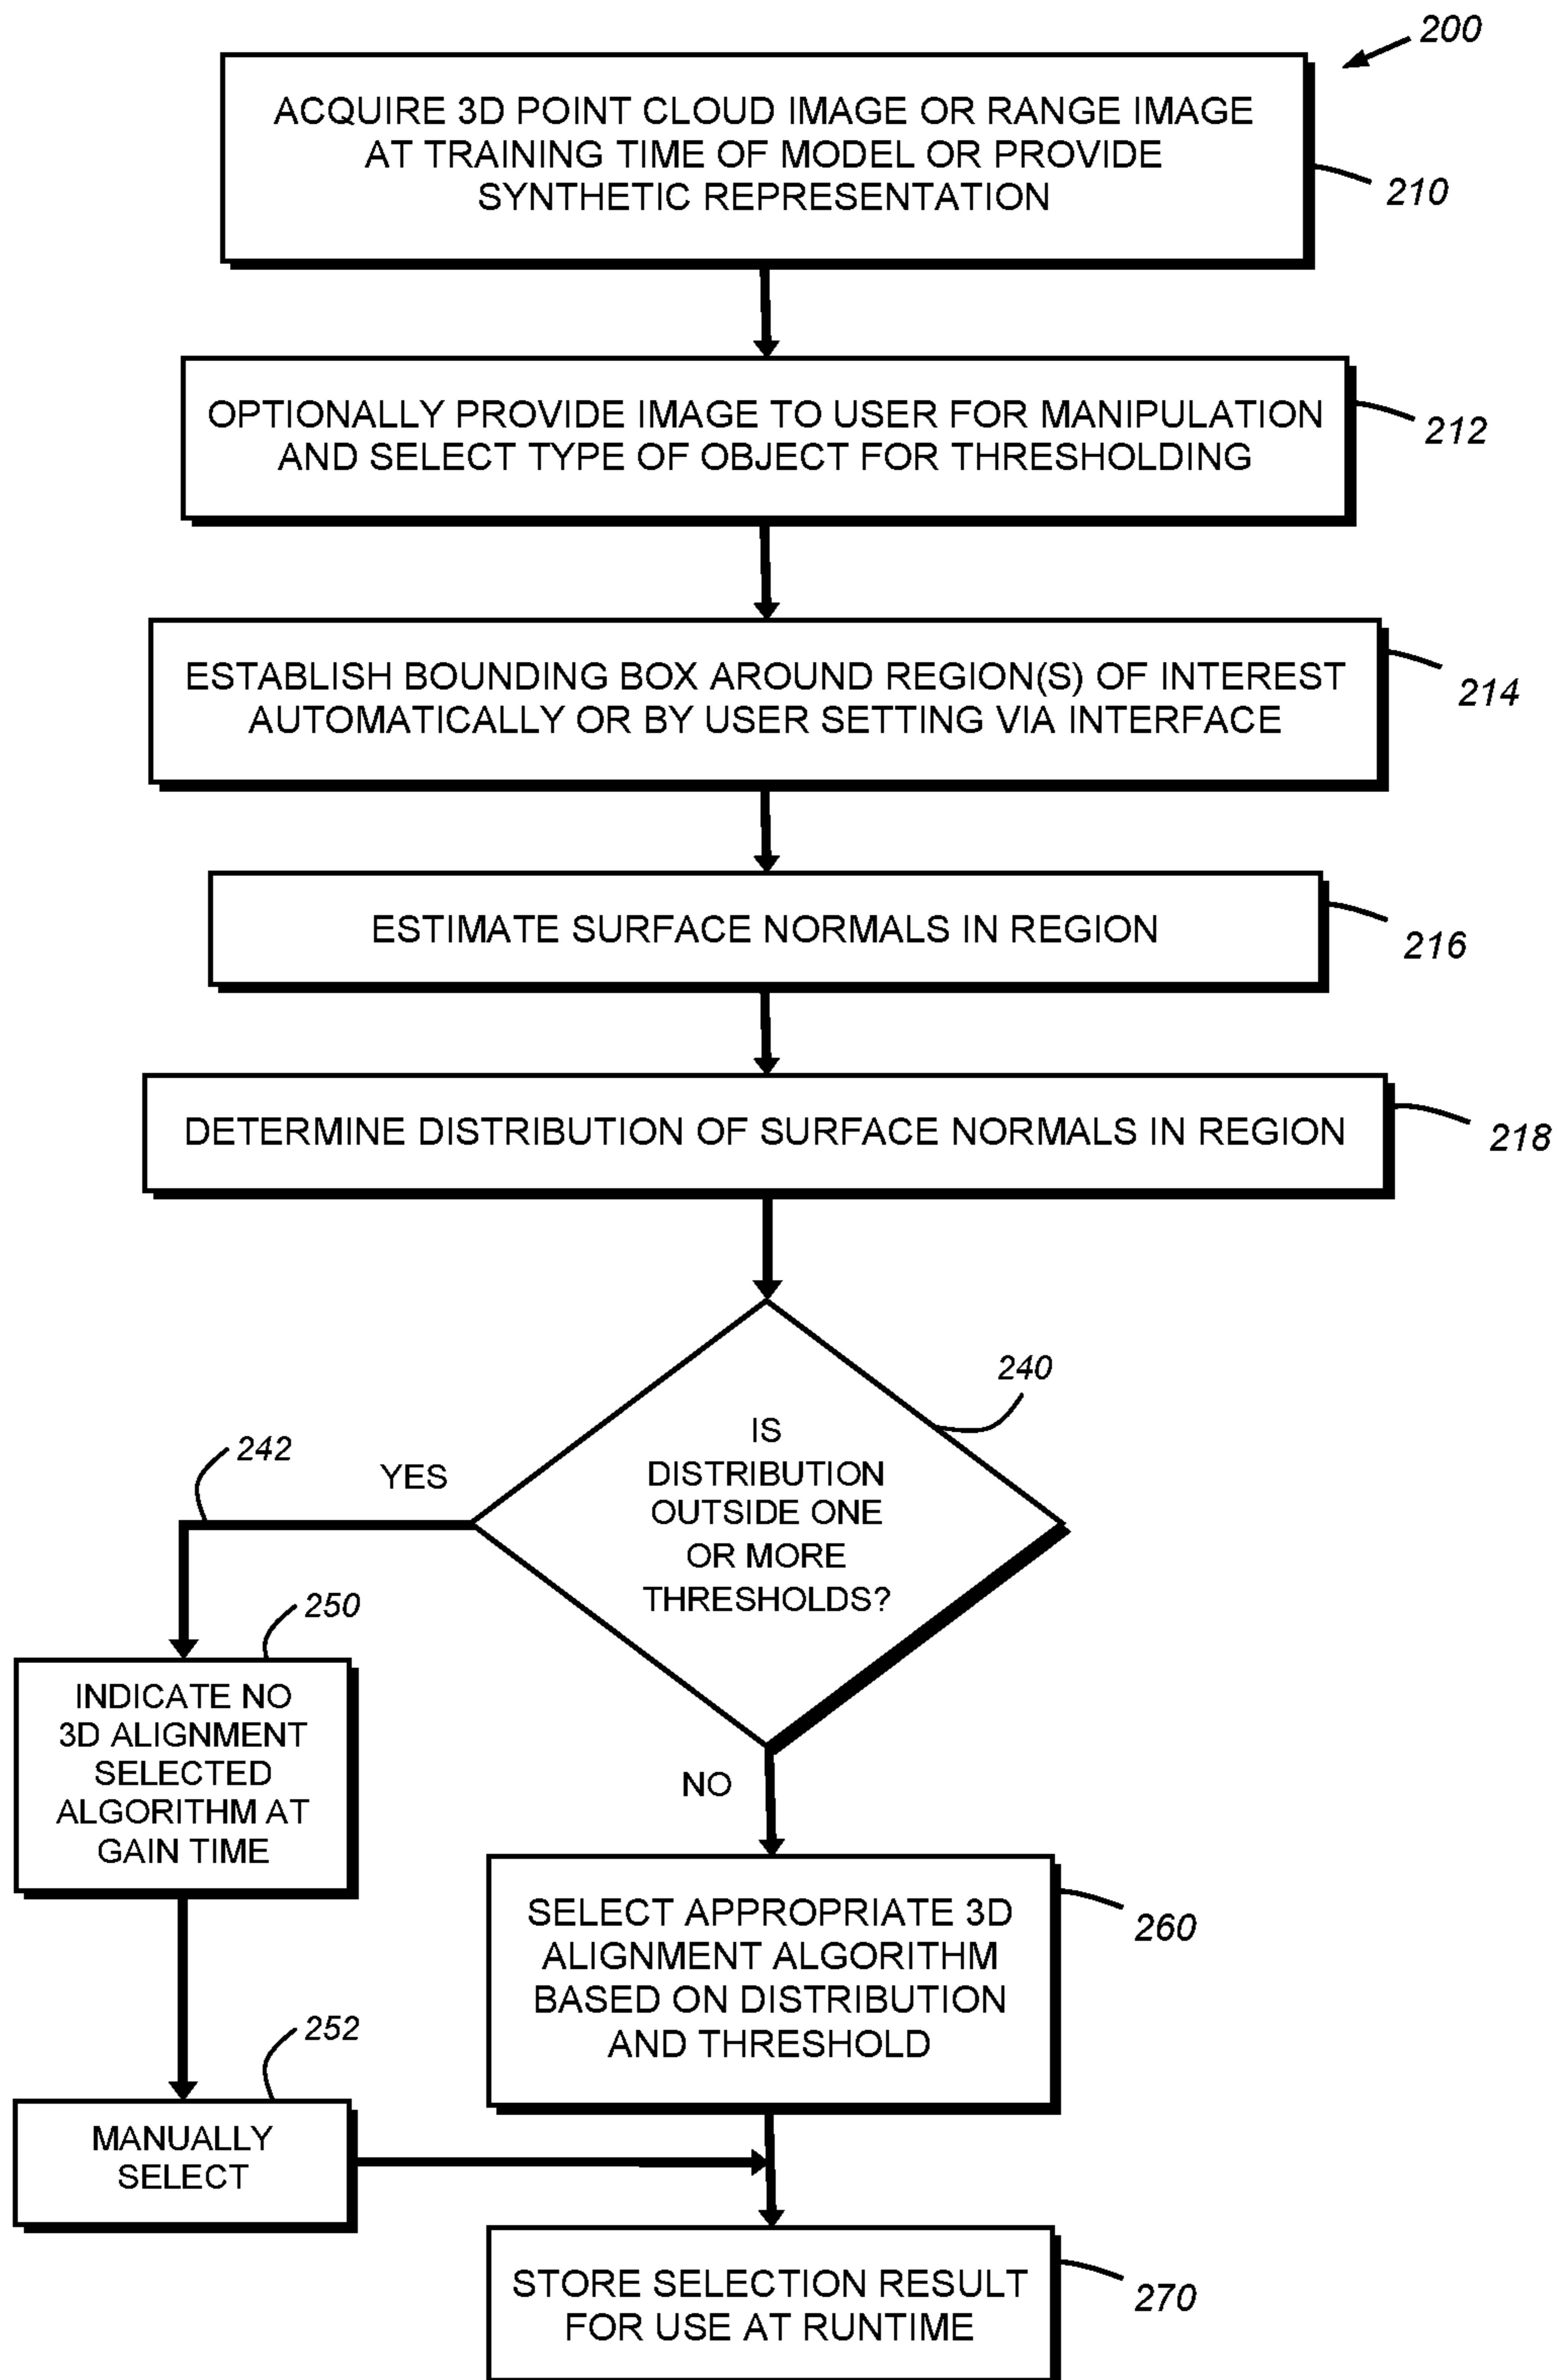 200
ACQUIRE 3D POINT CLOUD IMAGE OR RANGE IMAGE
AT TRAINING TIME OF MODEL OR PROVIDE
SYNTHETIC REPRESENTATION
210
OPTIONALLY PROVIDE IMAGE TO USER FOR MANIPULATION
AND SELECT TYPE OF OBJECT FOR THRESHOLDING
212
ESTABLISH BOUNDING BOX AROUND REGION(S) OF INTEREST
AUTOMATICALLY OR BY USER SETTING VIA INTERFACE
214
ESTIMATE SURFACE NORMALS IN REGION
216
DETERMINE DISTRIBUTION OF SURFACE NORMALS IN REGION
218
240
IS
DISTRIBUTION
OUTSIDE ONE
OR MORE
THRESHOLDS?
242
YES
250
INDICATE NO
3D ALIGNMENT
SELECTED
ALGORITHM AT
GAIN TIME
NO
SELECT APPROPRIATE 3D
ALIGNMENT ALGORITHM
BASED ON DISTRIBUTION
AND THRESHOLD
260
252
MANUALLY
SELECT
STORE SELECTION RESULT
FOR USE AT RUNTIME
270